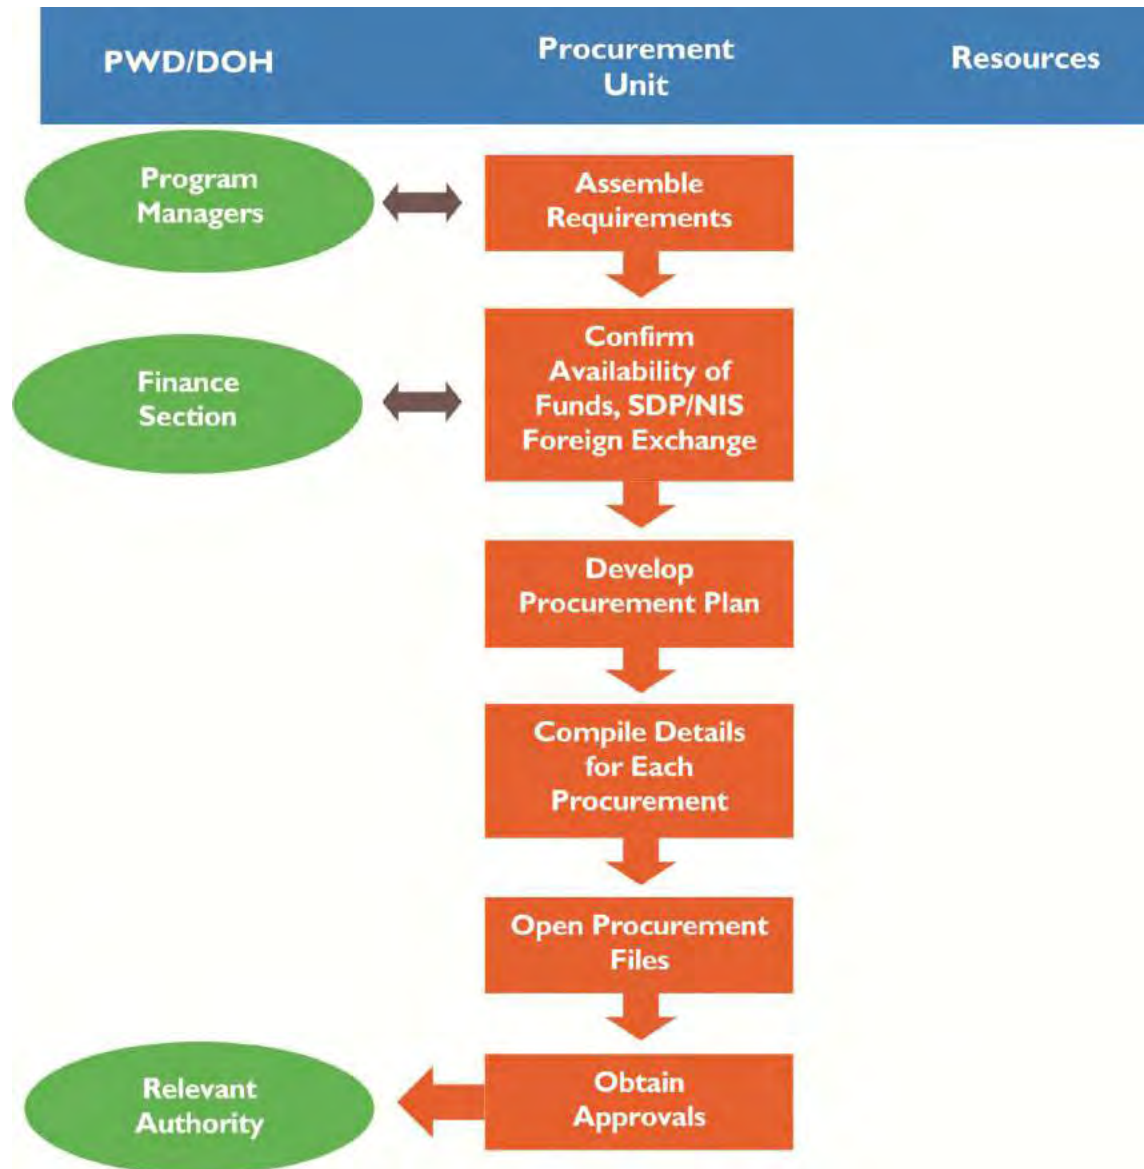 PWD/DOH
Procurement
Unit
Resources
Program
Managers
Assemble
Requirements
Finance
Section
Confirm
Availability of
Funds, SDP/NIS
Foreign Exchange
Develop
Procurement Plan
Compile Details
for Each
Procurement
Open Procurement
Files
Relevant
Authority
Obtain
Approvals